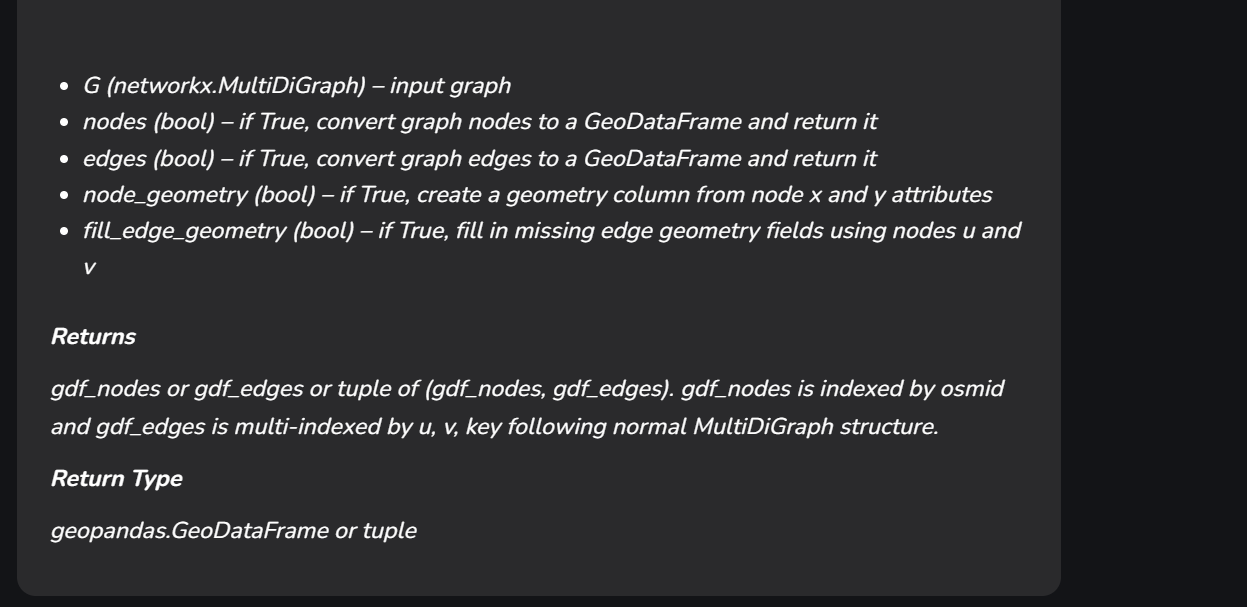 • G (networkx.MultiDiGraph) – input graph
• nodes (bool) – if True, convert graph nodes to a GeoDataFrame and return it
• edges (bool) – if True, convert graph edges to a GeoDataFrame and return it
• node_geometry (bool) – if True, create a geometry column from node x and y attributes
• fill_edge_geometry (bool) – if True, fill in missing edge geometry fields using nodes u and
v
Returns
gdf_nodes or gdf_edges or tuple of (gdf_nodes, gdf_edges). gdf_nodes is indexed by osmid
and gdf_edges is multi-indexed by u, v, key following normal MultiDiGraph structure.
Return Type
geopandas.GeoDataFrame or tuple